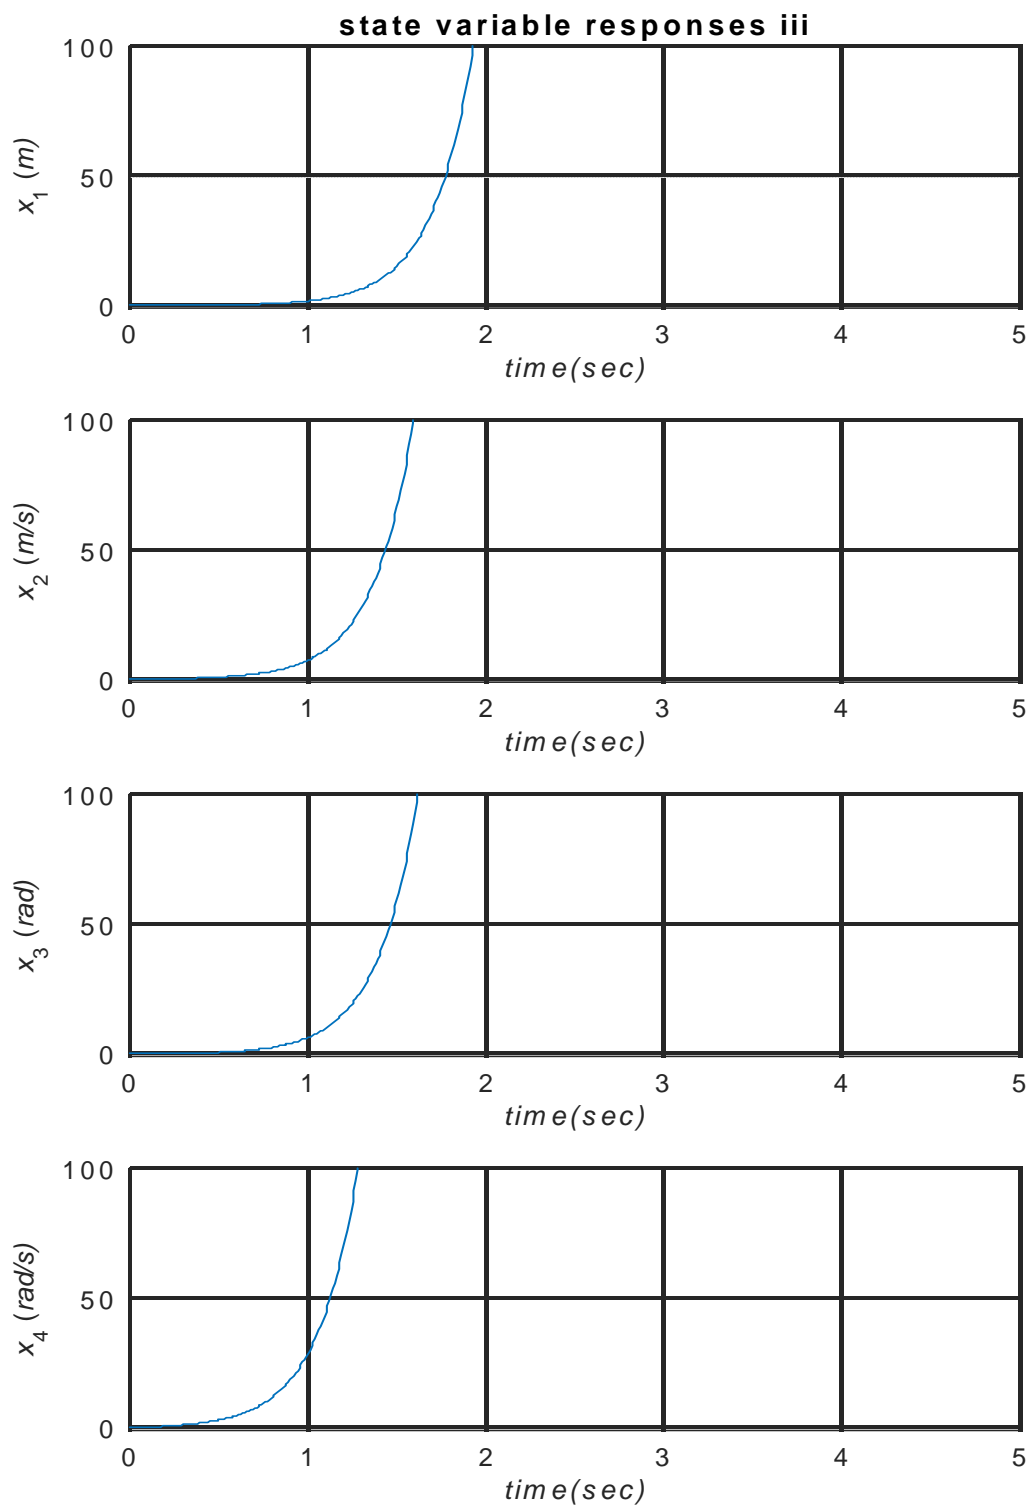 state variable responses iii
100
50
0
x1 (m)
0 1 2 3 4 5
time(sec)
100
50
0
x2 (m/s)
0 1 2 3 4 5
time(sec)
100
50
0
x3 (rad)
0 1 2 3 4 5
time(sec)
100
50
0
x4 (rad/s)
0 1 2 3 4 5
time(sec)